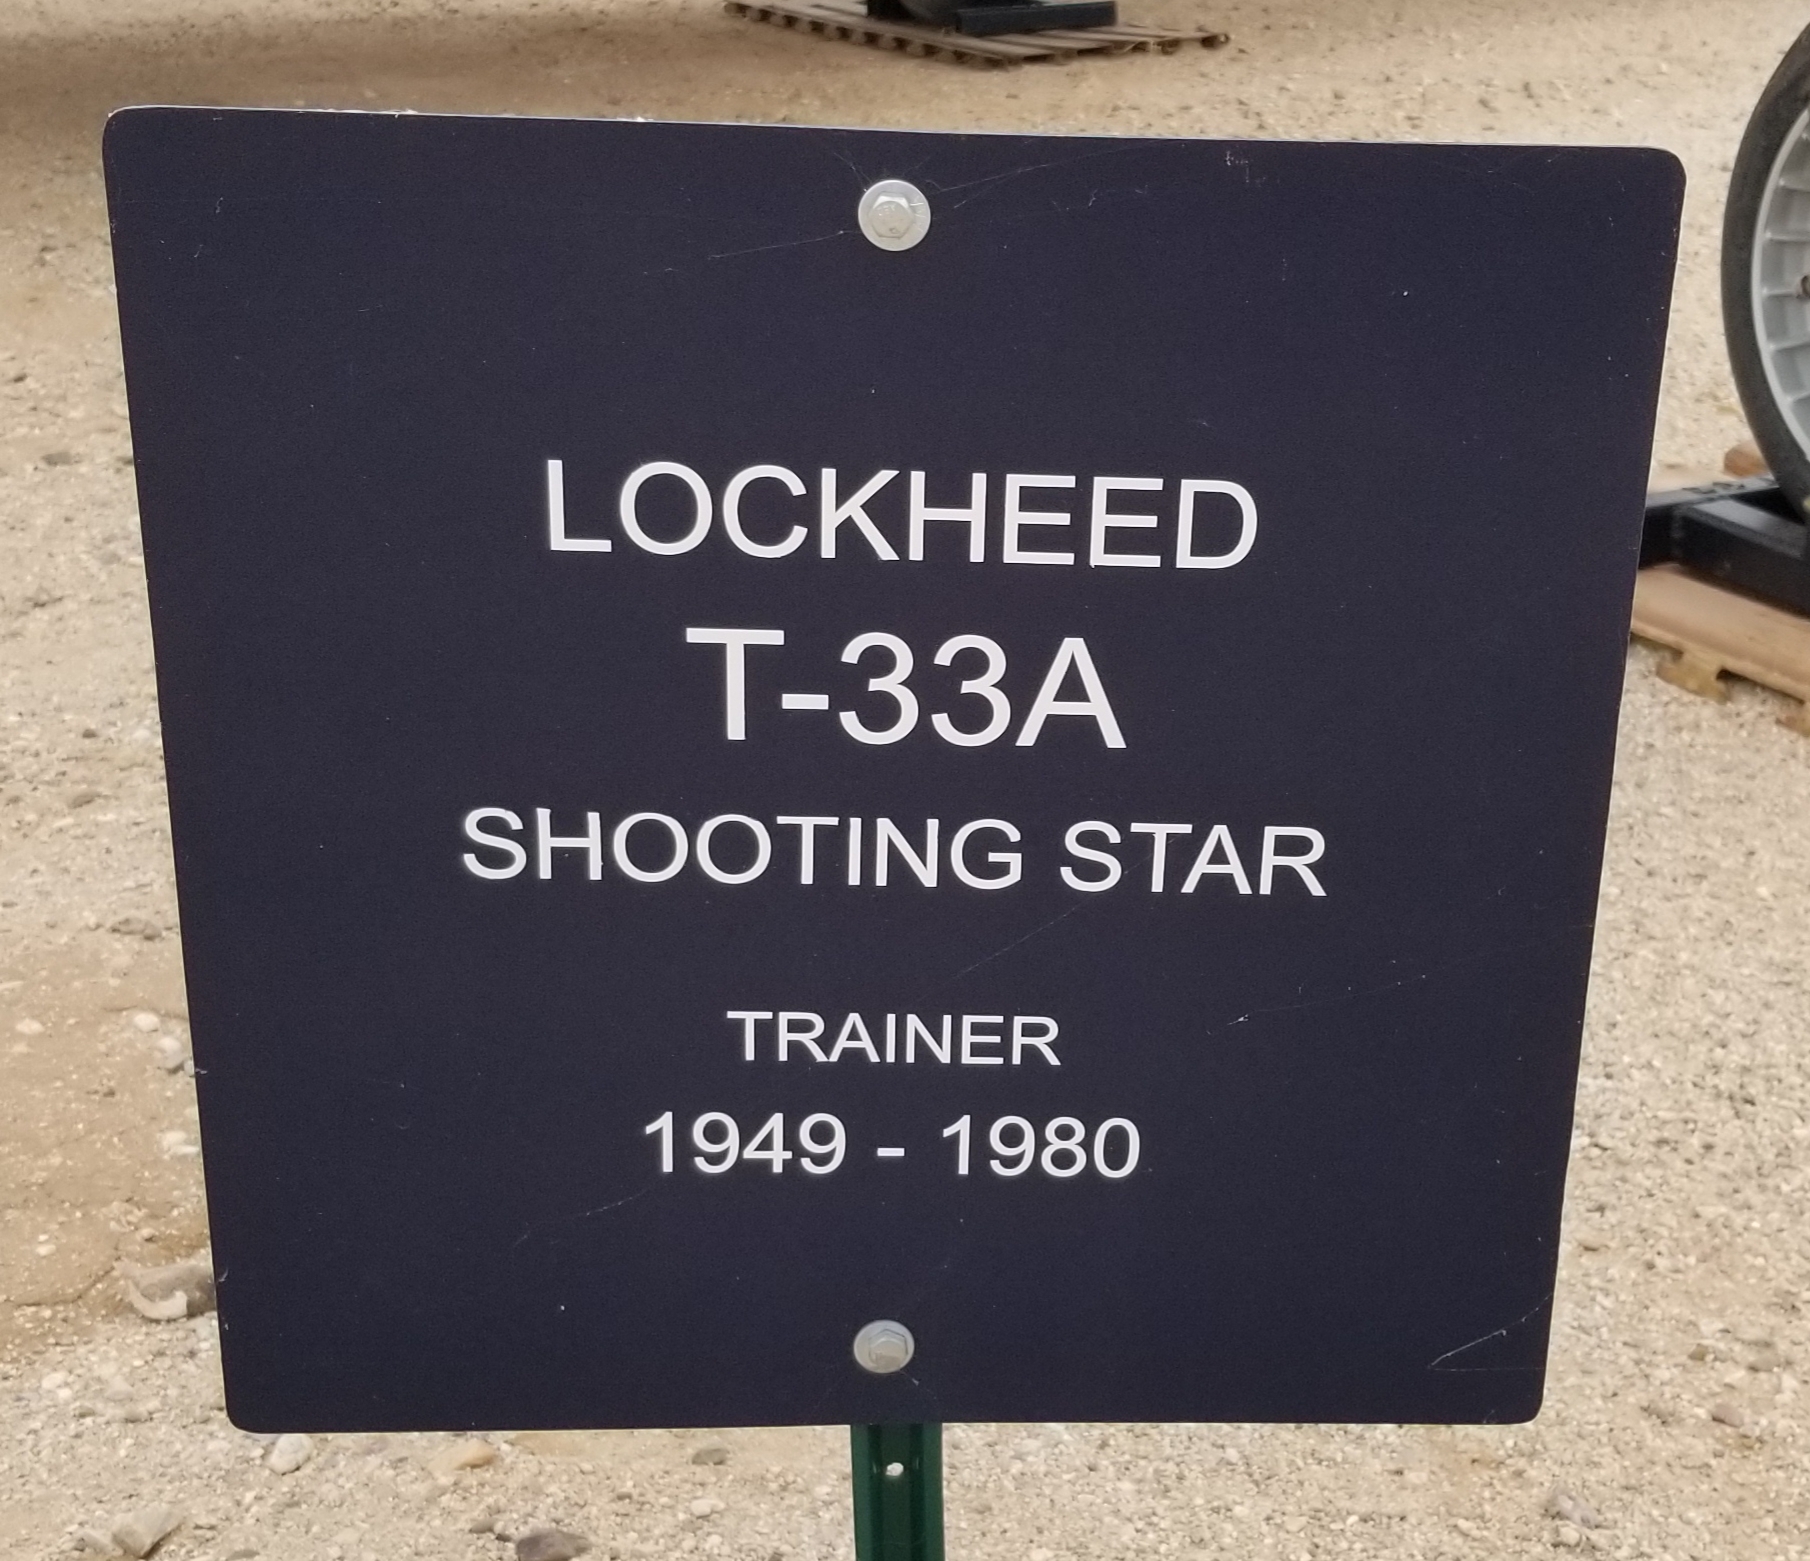 LOCKHEED
T-33A
SHOOTING STAR
TRAINER
1949 - 1980